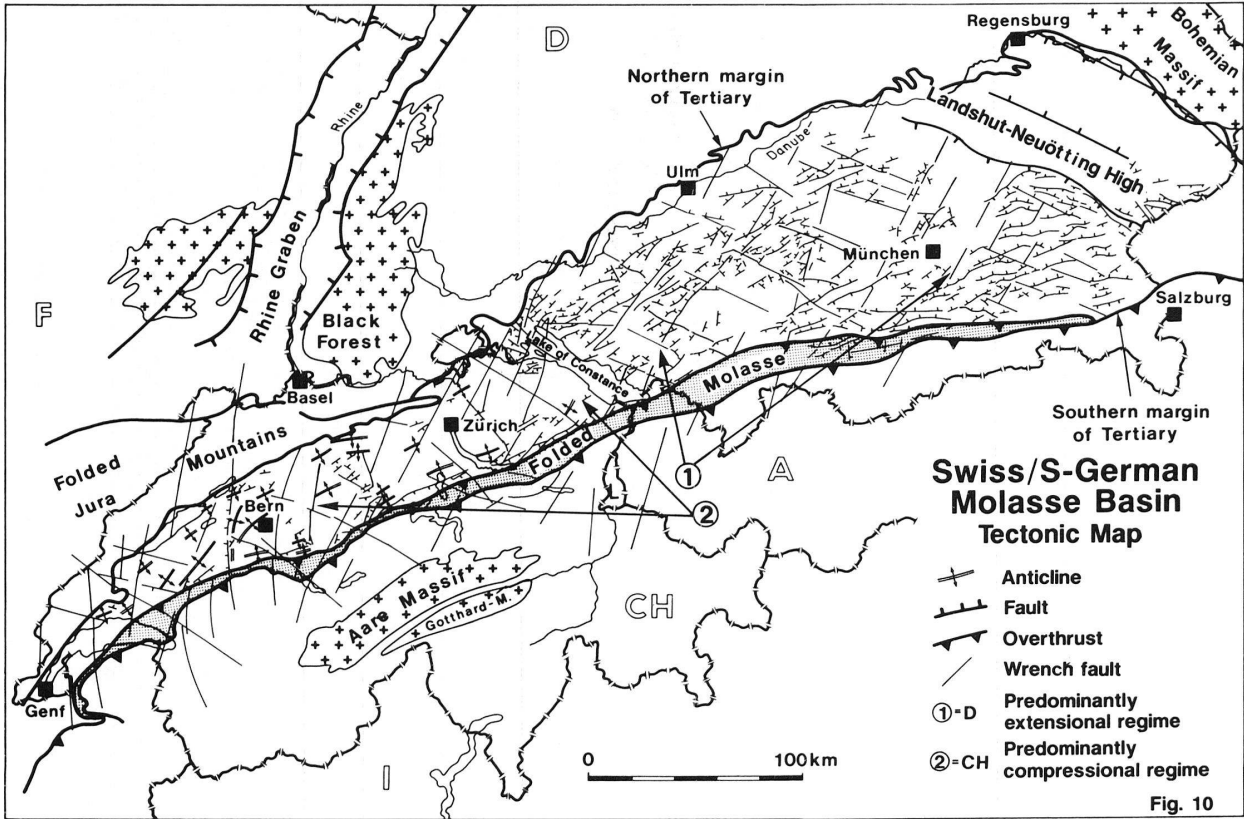 Regensburg
Bohemian
Massif
D
Northern margin
of Tertiary
Landshut-Neuötting High
Rhine
Danube
Ulm
Rhine Graben
München
F
Black
Forest
Salzburg
Lake of Constance
Basel
Molasse
Zürich
Folded
Southern margin
of Tertiary
Folded
Jura
Mountains
①
A
②
Bern
Aare Massif
Gotthard-M.
CH
Genf
I
0
100km
Swiss/S-German
Molasse Basin
Tectonic Map
Anticline
Fault
Overthrust
Wrench fault
①=D Predominantly
extensional regime
②=CH Predominantly
compressional regime
Fig. 10